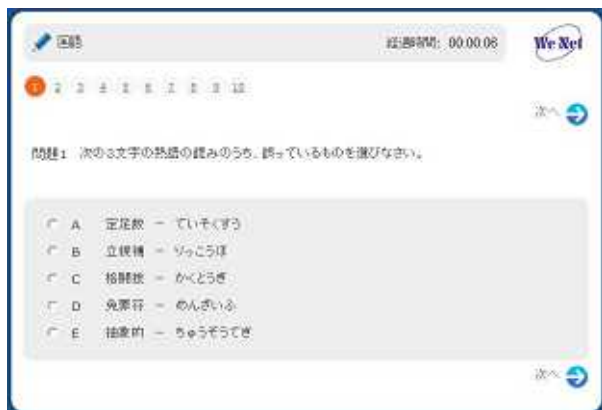 国語
経過時間: 00:00:06
We Net
1 2 3 4 5 6 7 8 9 10
次へ
問題1 次の3文字の熟語の読みのうち、誤っているものを選びなさい。
A 定足数 － ていそくすう
B 立候補 － りっこうほ
C 格闘技 － かくとうぎ
D 免罪符 － めんざいふ
E 抽象的 － ちゅうぞうてき
次へ